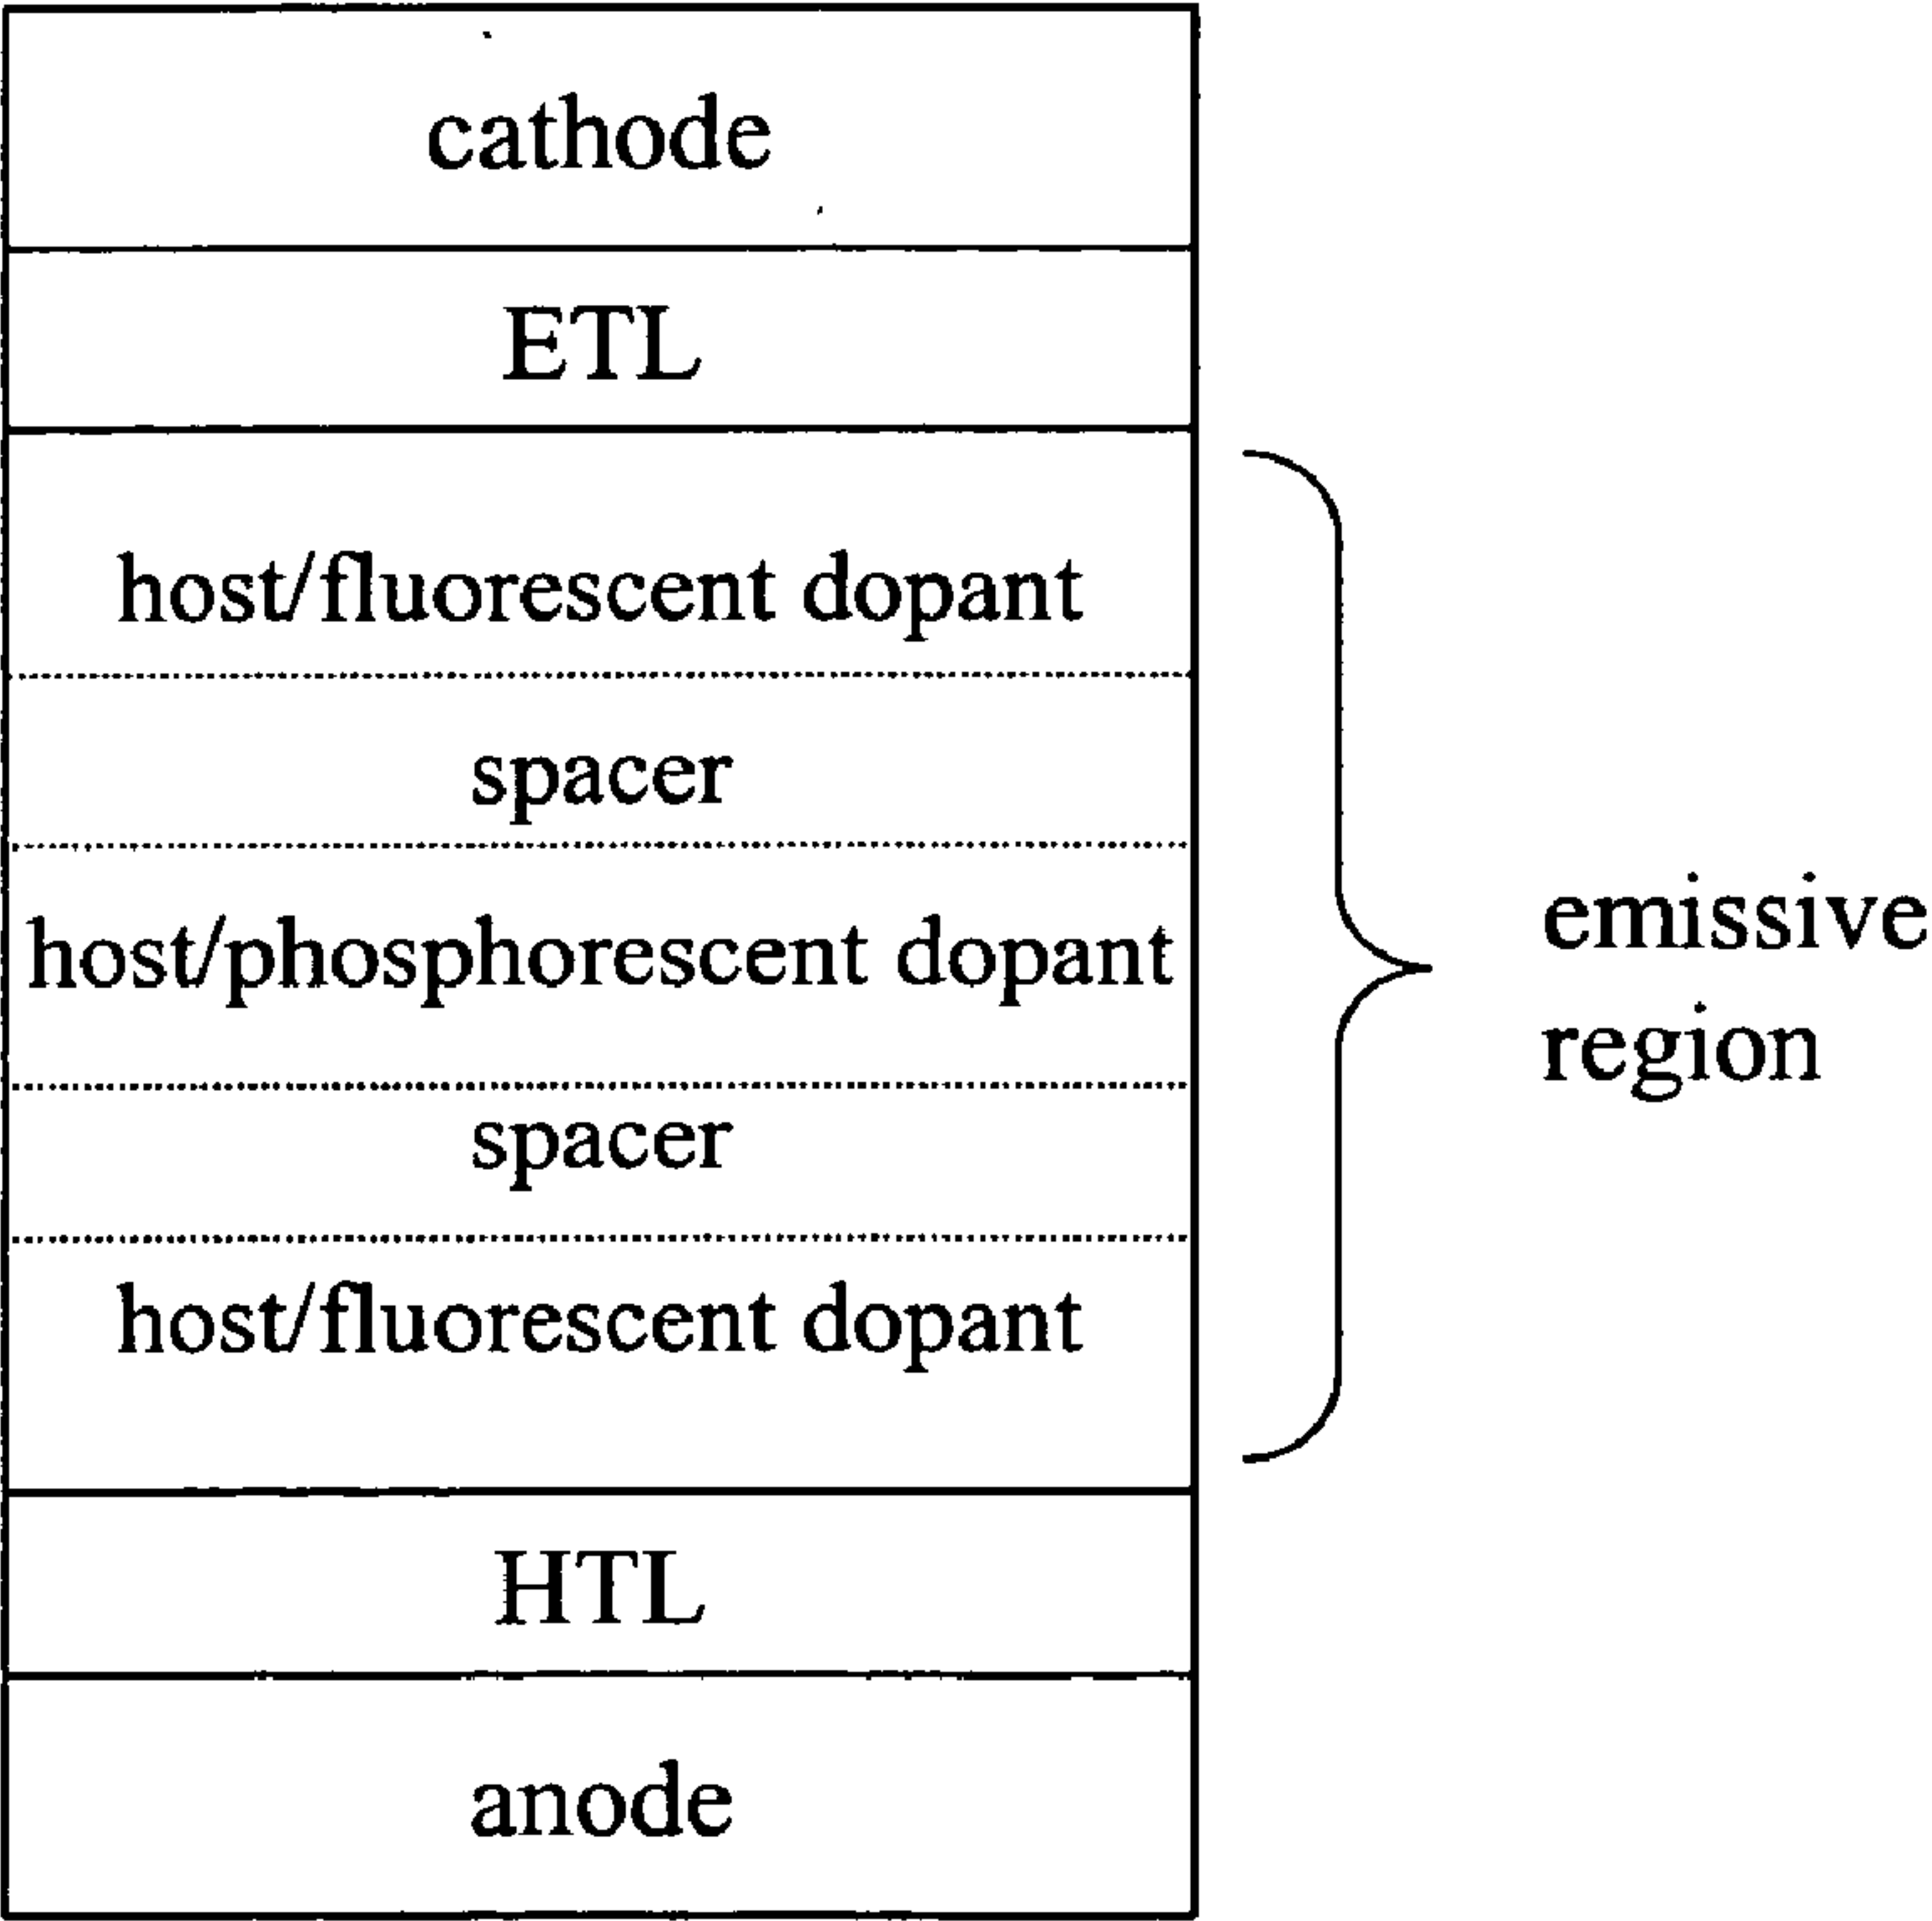 cathode
ETL
host/fluorescent dopant
spacer
host/phosphorescent dopant
spacer
host/fluorescent dopant
HTL
anode
emissive
region